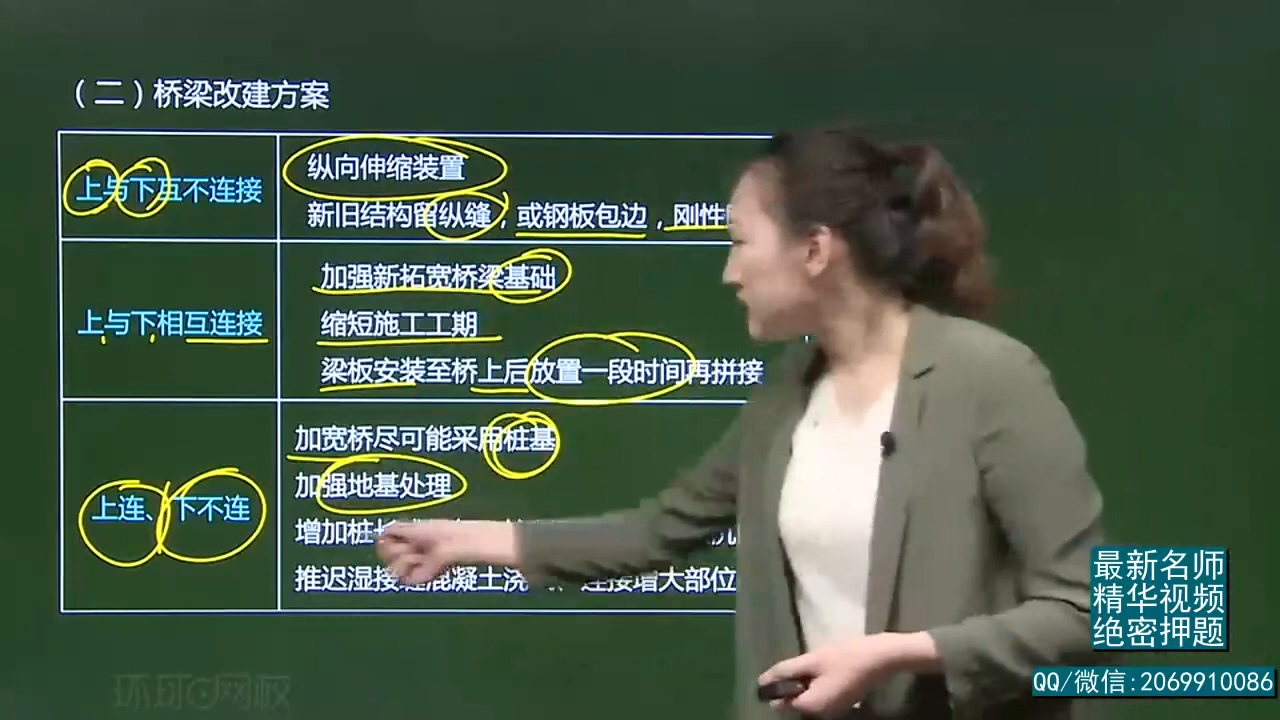 （二）桥梁改建方案
上与下互不连接
纵向伸缩装置
新旧结构留纵缝，或钢板包边，刚性
上与下相互连接
加强新拓宽桥梁基础
缩短施工工期
梁板安装至桥上后放置一段时间再拼接
上连、下不连
加宽桥尽可能采用桩基
加强地基处理
增加桩
推迟湿接缝混凝土浇 连接增大部位
环球网校
最新名师
精华视频
绝密押题
QQ/微信:2069910086